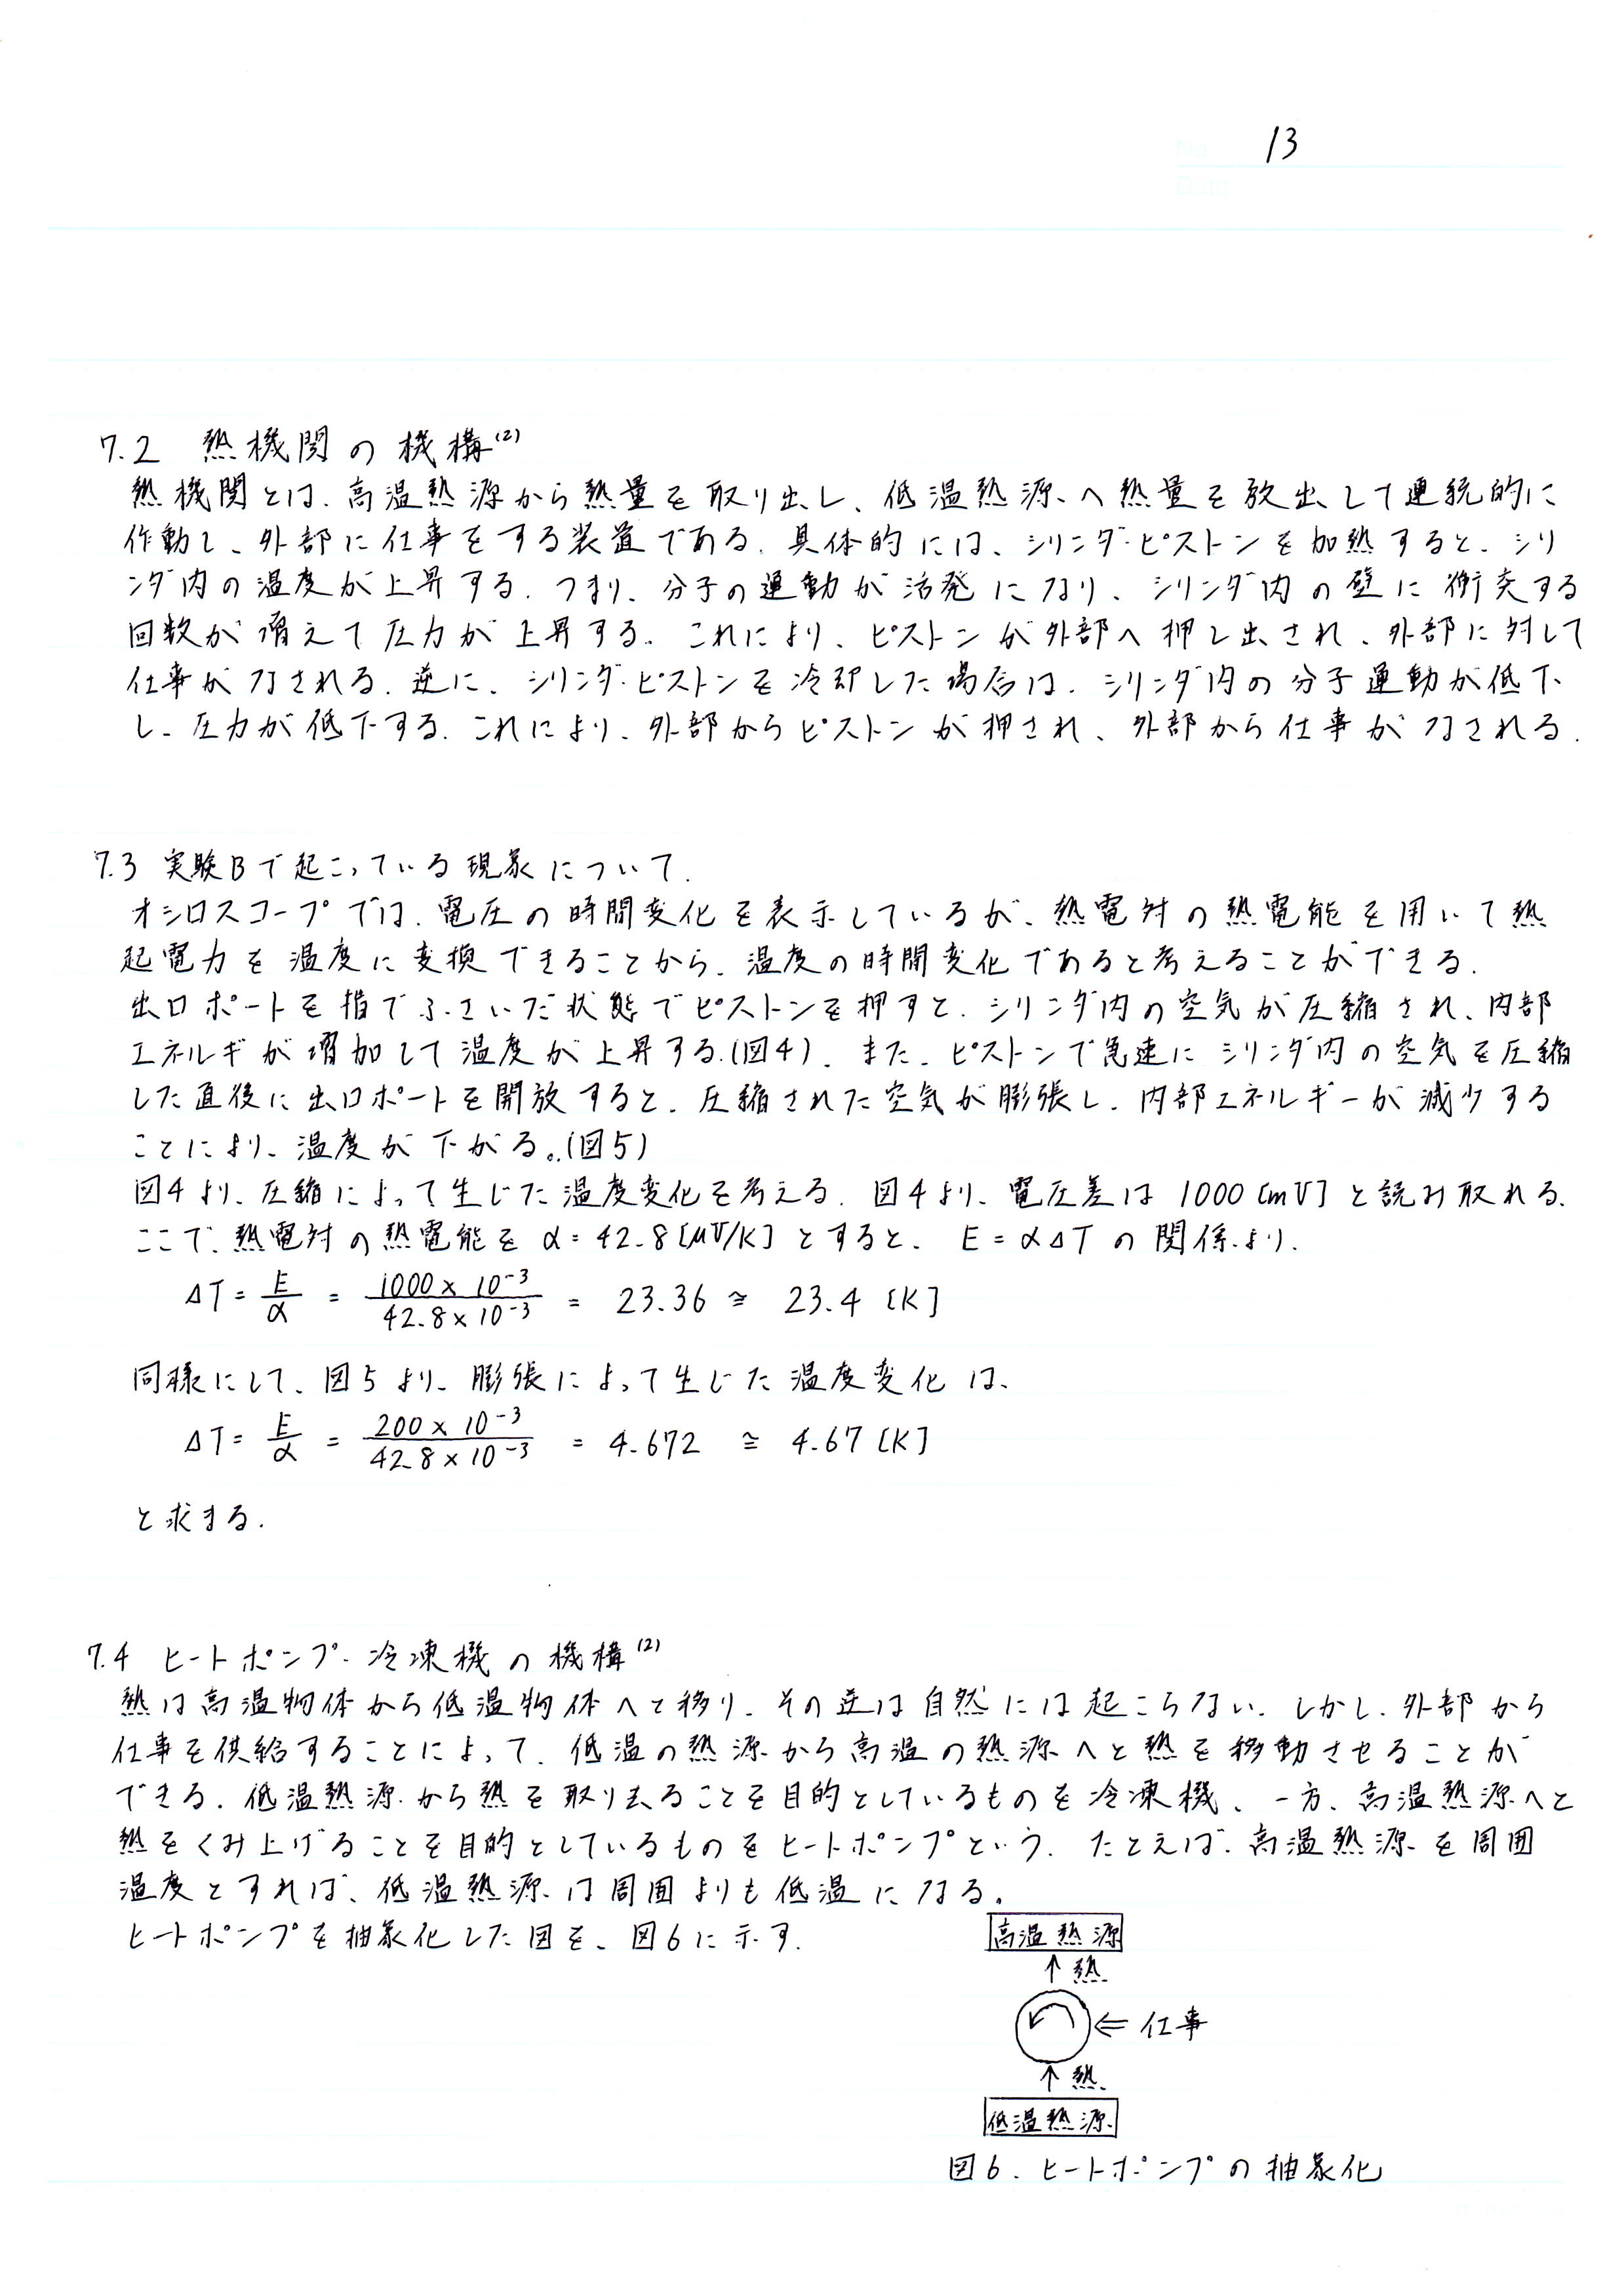 No.
13
Date
7.2 熱機関の機構(2)
熱機関とは、高温熱源から熱量を取り出し、低温熱源へ熱量を放出して連続的に
作動し、外部に仕事をする装置である。具体的には、シリンダ・ピストンを加熱すると、シリ
ンダ内の温度が上昇する。つまり、分子の運動が活発になり、シリンダ内の壁に衝突する
回数が増えて圧力が上昇する。これにより、ピストンが外部へ押し出され、外部に対して
仕事がなされる。逆に、シリンダ・ピストンを冷却した場合は、シリンダ内の分子運動が低下
し、圧力が低下する。これにより、外部からピストンが押され、外部から仕事がなされる。
7.3 実験Bで起こっている現象について.
オシロスコープでは、電圧の時間変化を表示しているが、熱電対の熱電能を用いて熱
起電力を温度に変換できることから、温度の時間変化であると考えることができる。
出口ポートを指でふさいだ状態でピストンを押すと、シリンダ内の空気が圧縮され、内部
エネルギが増加して温度が上昇する.(図4)。また、ピストンで急速にシリンダ内の空気を圧縮
した直後に出口ポートを開放すると、圧縮された空気が膨張し、内部エネルギーが減少する
ことにより、温度が下がる。(図5)
図4より、圧縮によって生じた温度変化を考える。図4より、電圧差は1000[mV]と読み取れる。
ここで、熱電対の熱電能をα=42.8[μV/K]とすると、E=αΔTの関係より、
ΔT= E/α = 1000×10⁻³/42.8×10⁻³ = 23.36 ≅ 23.4 [K]
同様にして、図5より、膨張によって生じた温度変化は、
ΔT= E/α = 200×10⁻³/42.8×10⁻³ = 4.672 ≅ 4.67 [K]
と求まる.
7.4 ヒートポンプ・冷凍機の機構(2)
熱は高温物体から低温物体へと移り、その逆は自然には起こらない。しかし、外部から
仕事を供給することによって、低温の熱源から高温の熱源へと熱を移動させることが
できる。低温熱源から熱を取り去ることを目的としているものを冷凍機、一方、高温熱源へと
熱をくみ上げることを目的としているものをヒートポンプという。たとえば、高温熱源を周囲
温度とすれば、低温熱源は周囲よりも低温になる。
ヒートポンプを抽象化した図を、図6に示す.
高温熱源
↑熱
⇐仕事
↑熱
低温熱源
図6. ヒートポンプの抽象化